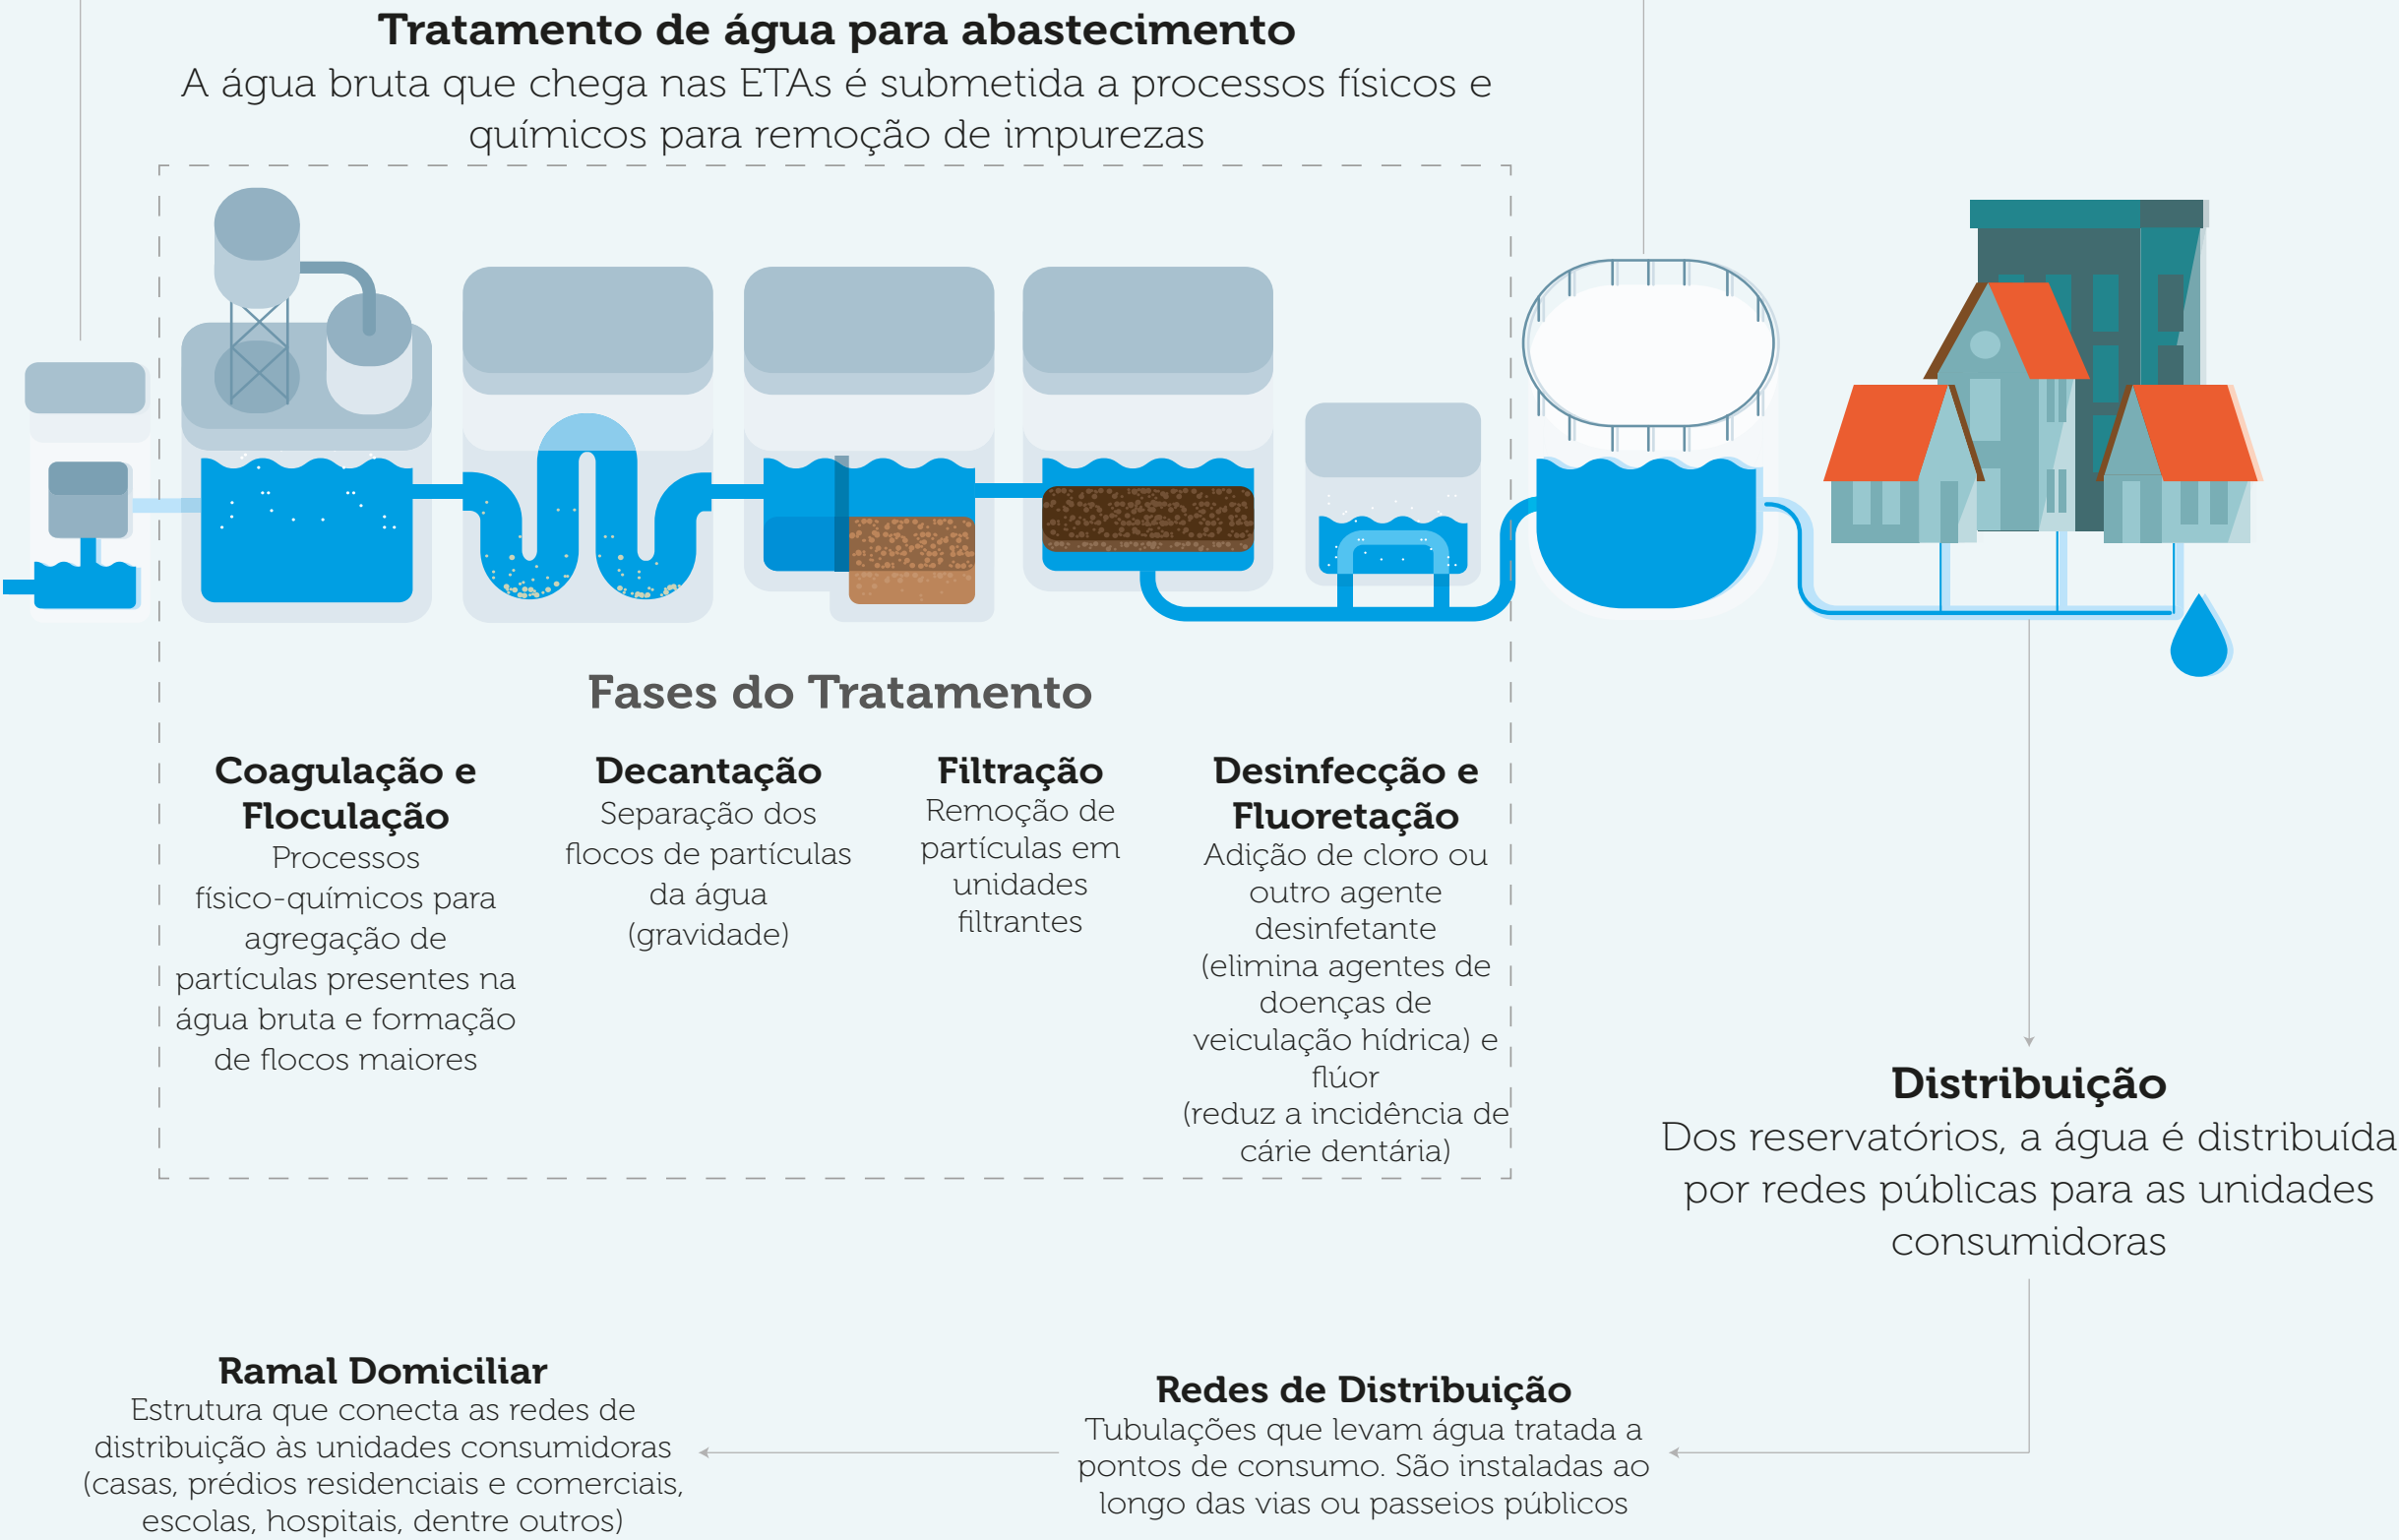 Tratamento de água para abastecimento
A água bruta que chega nas ETAs é submetida a processos físicos e
químicos para remoção de impurezas
Fases do Tratamento
Coagulação e
Floculação
Processos
físico-químicos para
agregação de
partículas presentes na
água bruta e formação
de flocos maiores
Decantação
Separação dos
flocos de partículas
da água
(gravidade)
Filtração
Remoção de
partículas em
unidades
filtrantes
Desinfecção e
Fluoretação
Adição de cloro ou
outro agente
desinfetante
(elimina agentes de
doenças de
veiculação hídrica) e
flúor
(reduz a incidência de
cárie dentária)
Distribuição
Dos reservatórios, a água é distribuída
por redes públicas para as unidades
consumidoras
Redes de Distribuição
Tubulações que levam água tratada a
pontos de consumo. São instaladas ao
longo das vias ou passeios públicos
Ramal Domiciliar
Estrutura que conecta as redes de
distribuição às unidades consumidoras
(casas, prédios residenciais e comerciais,
escolas, hospitais, dentre outros)